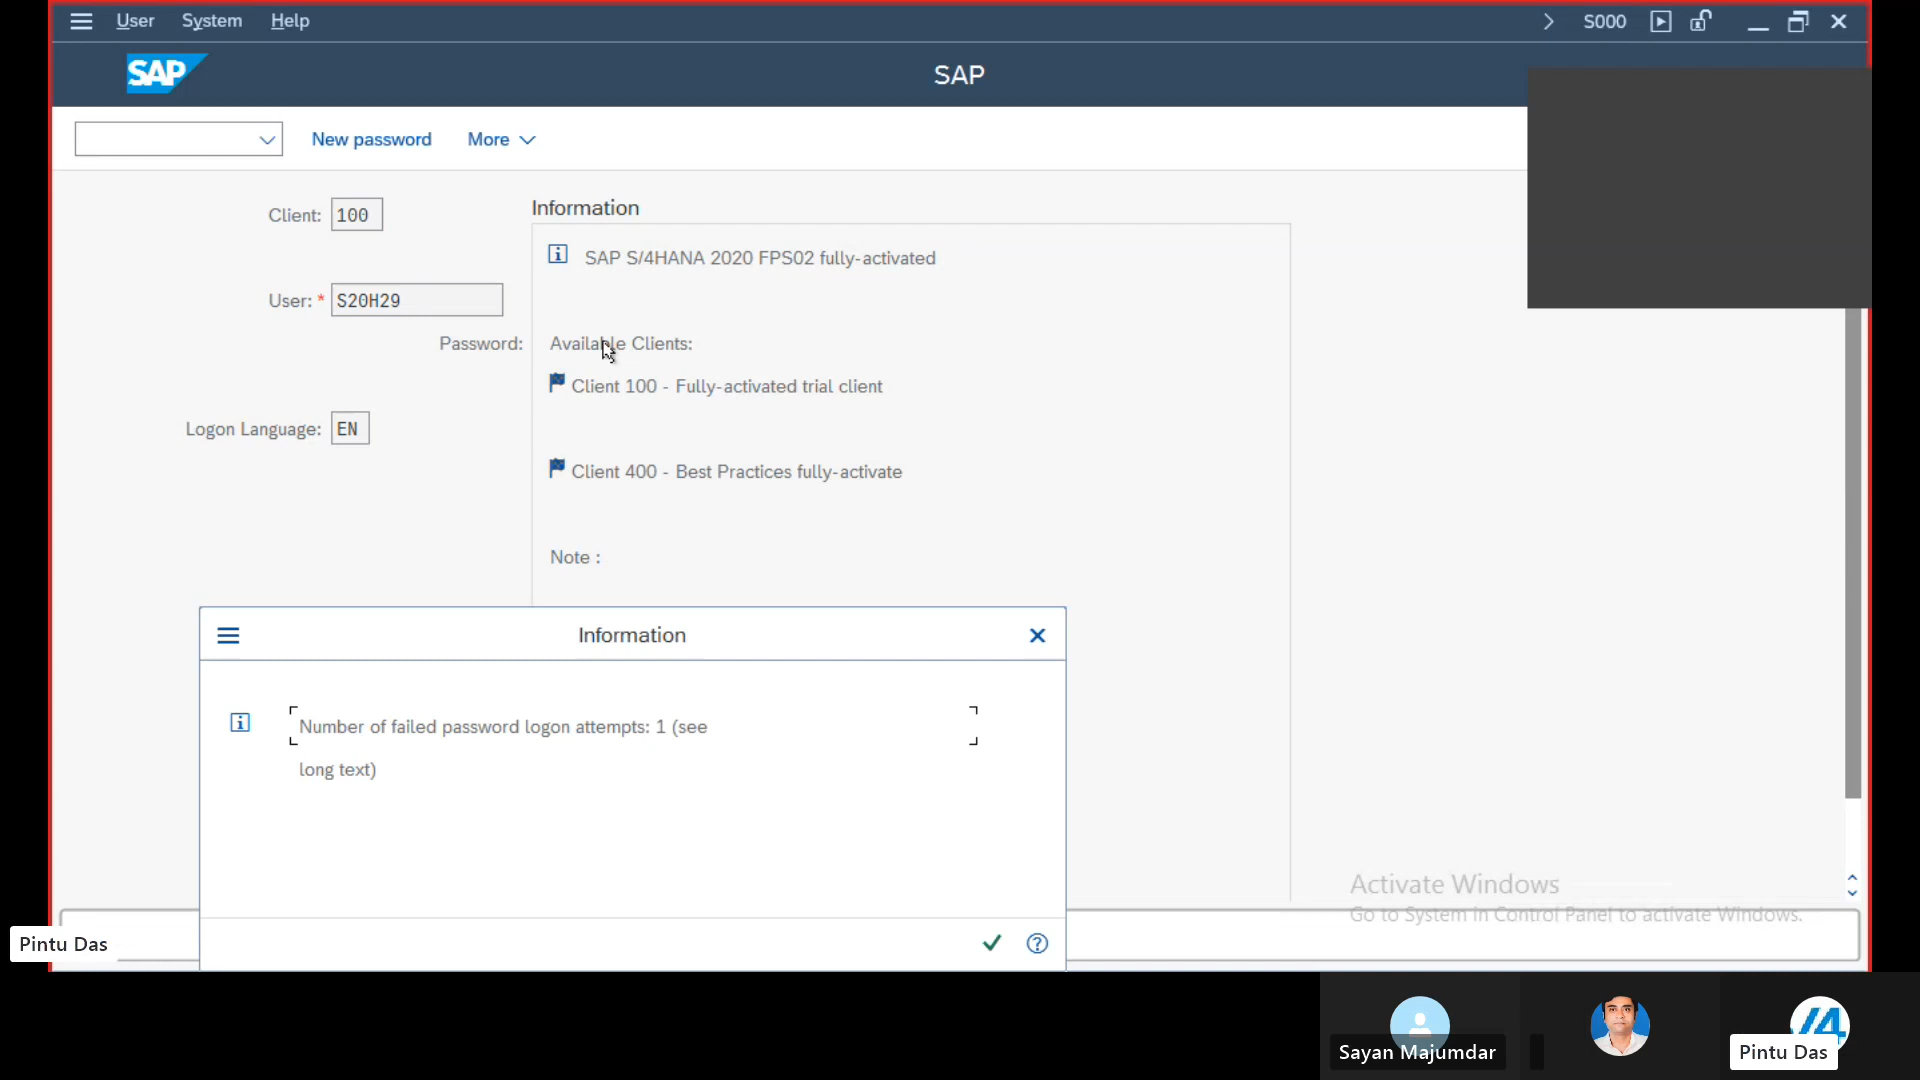 User System Help S000
SAP
SAP
New password More
Client: 100
Information
SAP S/4HANA 2020 FPS02 fully-activated
User: * S20H29
Password: Available Clients:
Client 100 - Fully-activated trial client
Logon Language: EN
Client 400 - Best Practices fully-activate
Note :
Information
Number of failed password logon attempts: 1 (see
long text)
Activate Windows
Go to System in Control Panel to activate Windows.
Pintu Das
Sayan Majumdar
Pintu Das